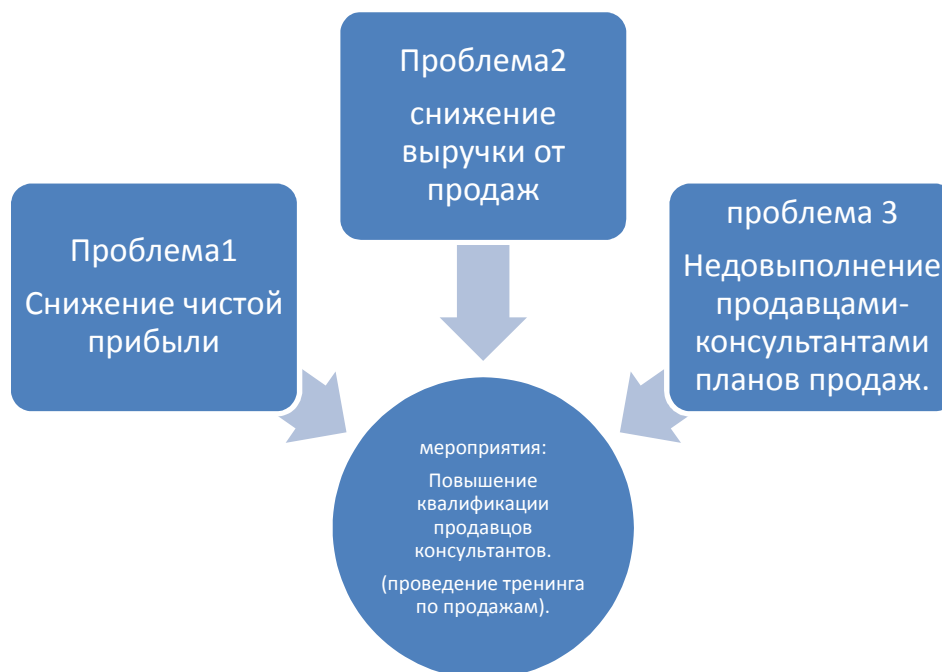 Проблема1
Снижение чистой
прибыли
Проблема2
снижение
выручки от
продаж
проблема 3
Недовыполнение
продавцами-
консультантами
планов продаж.
мероприятия:
Повышение
квалификации
продавцов
консультантов.
(проведение тренинга
по продажам).